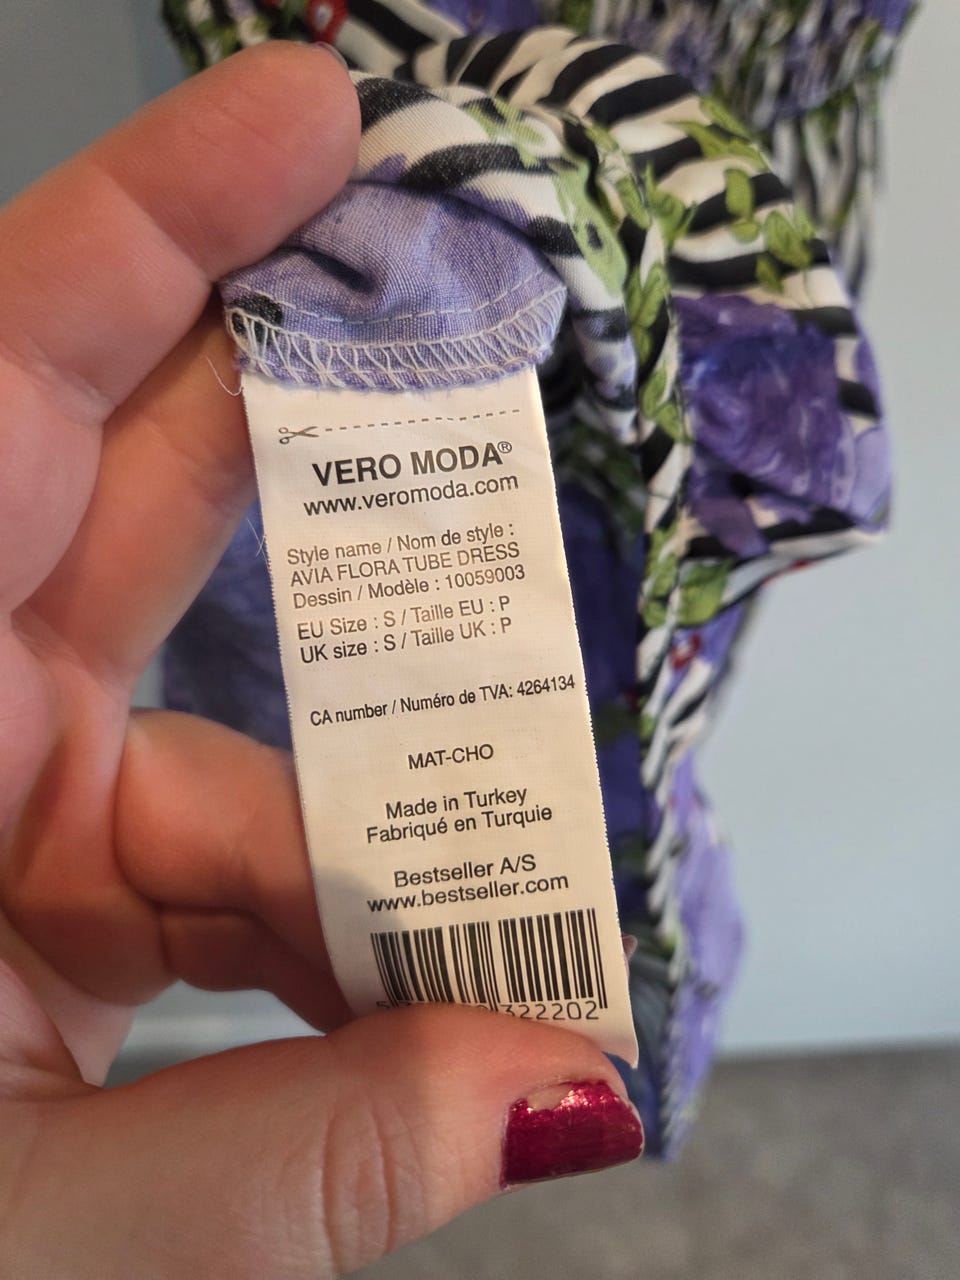 VERO MODA®
www.veromoda.com
Style name / Nom de style :
AVIA FLORA TUBE DRESS
Dessin / Modèle : 10059003
EU Size : S / Taille EU : P
UK size : S / Taille UK : P
CA number / Numéro de TVA: 4264134
MAT-CHO
Made in Turkey
Fabriqué en Turquie
Bestseller A/S
www.bestseller.com
322202